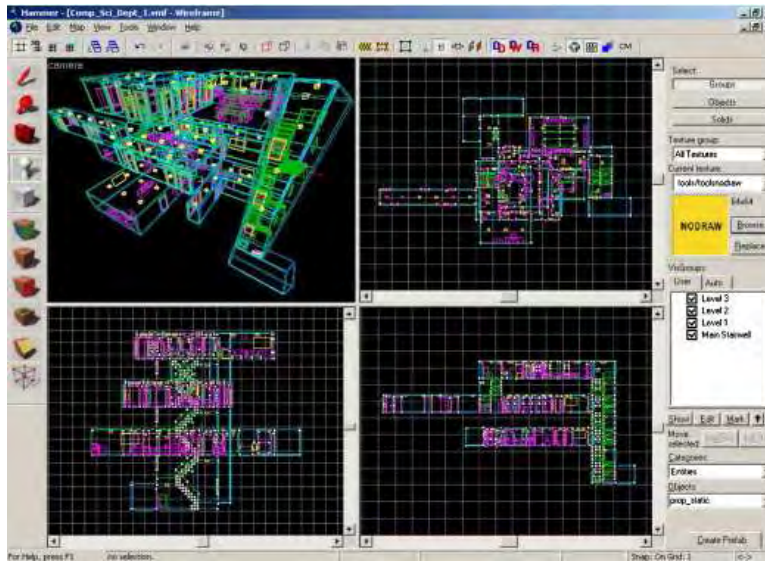 Hammer - [Comp_Sci_Dept_1.vmf - Wireframe]
File Edit Map View Tools Window Help
CM
camera
Select:
Groups
Objects
Solids
Texture group:
All Textures
Current texture:
tools/toolsnodraw
64x64
NODRAW
Browse
Replace
VisGroups:
User Auto
Level 3
Level 2
Level 1
Main Stairwell
Show Edit Mark
Move
selected:
Categories:
Entities
Objects:
prop_static
Create Prefab
For Help, press F1 no selection. Snap: On Grid: 1 <->